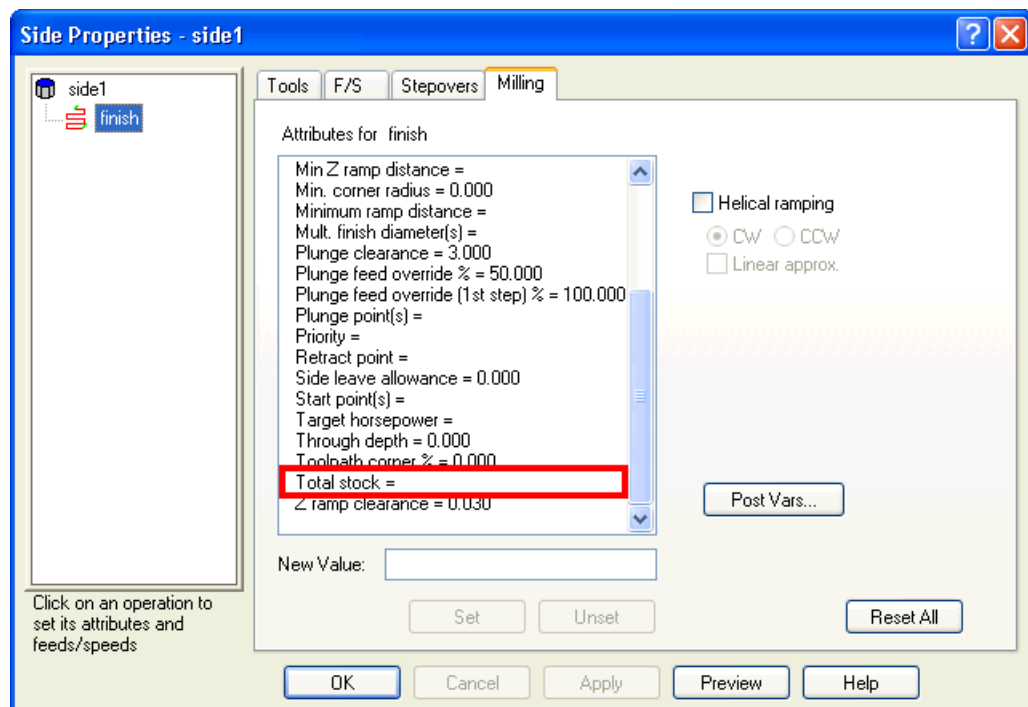 Side Properties - side1
side1
finish
Tools
F/S
Stepovers
Milling
Attributes for finish
Min Z ramp distance =
Min. corner radius = 0.000
Minimum ramp distance =
Mult. finish diameter(s) =
Plunge clearance = 3.000
Plunge feed override % = 50.000
Plunge feed override (1st step) % = 100.000
Plunge point(s) =
Priority =
Retract point =
Side leave allowance = 0.000
Start point(s) =
Target horsepower =
Through depth = 0.000
Toolpath corner % = 0.000
Total stock =
Z ramp clearance = 0.030
Helical ramping
CW
CCW
Linear approx.
Post Vars...
New Value:
Set
Unset
Reset All
Click on an operation to
set its attributes and
feeds/speeds
OK
Cancel
Apply
Preview
Help